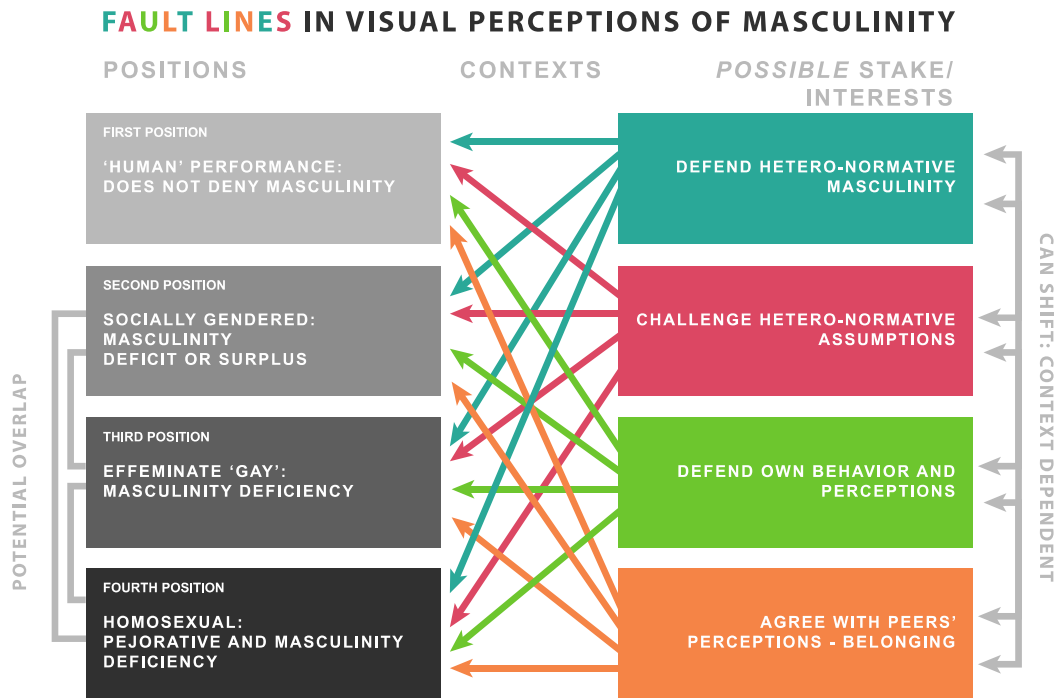 FAULT LINES IN VISUAL PERCEPTIONS OF MASCULINITY
POSITIONS
CONTEXTS
POSSIBLE STAKE/
INTERESTS
FIRST POSITION
‘HUMAN’ PERFORMANCE:
DOES NOT DENY MASCULINITY
SECOND POSITION
SOCIALLY GENDERED:
MASCULINITY
DEFICIT OR SURPLUS
THIRD POSITION
EFFEMINATE ‘GAY’:
MASCULINITY DEFICIENCY
FOURTH POSITION
HOMOSEXUAL:
PEJORATIVE AND MASCULINITY
DEFICIENCY
DEFEND HETERO-NORMATIVE
MASCULINITY
CHALLENGE HETERO-NORMATIVE
ASSUMPTIONS
DEFEND OWN BEHAVIOR AND
PERCEPTIONS
AGREE WITH PEERS’
PERCEPTIONS - BELONGING
POTENTIAL OVERLAP
CAN SHIFT: CONTEXT DEPENDENT